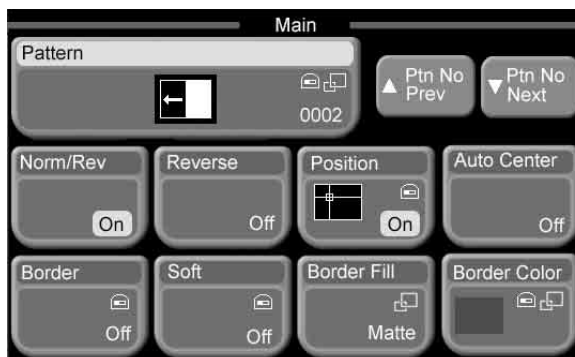 Main
Pattern
0002
Ptn No
Prev
Ptn No
Next
Norm/Rev
On
Reverse
Off
Position
On
Auto Center
Off
Border
Off
Soft
Off
Border Fill
Matte
Border Color